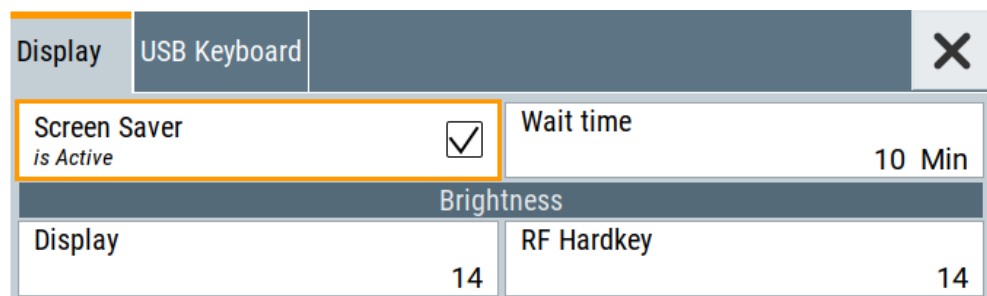 Display USB Keyboard
Screen Saver
is Active
Wait time
10 Min
Brightness
Display
14
RF Hardkey
14